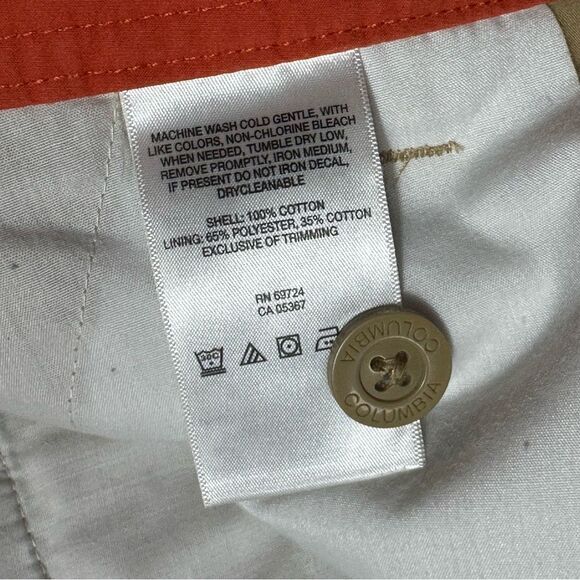 MACHINE WASH COLD GENTLE, WITH
LIKE COLORS, NON-CHLORINE BLEACH
WHEN NEEDED, TUMBLE DRY LOW,
REMOVE PROMPTLY, IRON MEDIUM,
IF PRESENT DO NOT IRON DECAL,
DRYCLEANABLE
SHELL: 100% COTTON
LINING: 65% POLYESTER, 35% COTTON
EXCLUSIVE OF TRIMMING
RN 69724
CA 05367
30C
COLUMBIA
COLUMBIA